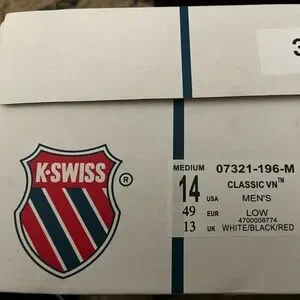 3
K·SWISS
®
MEDIUM 07321-196-M
14 USA CLASSIC VN™
MEN'S
49 EUR LOW
4700008774
13 UK WHITE/BLACK/RED